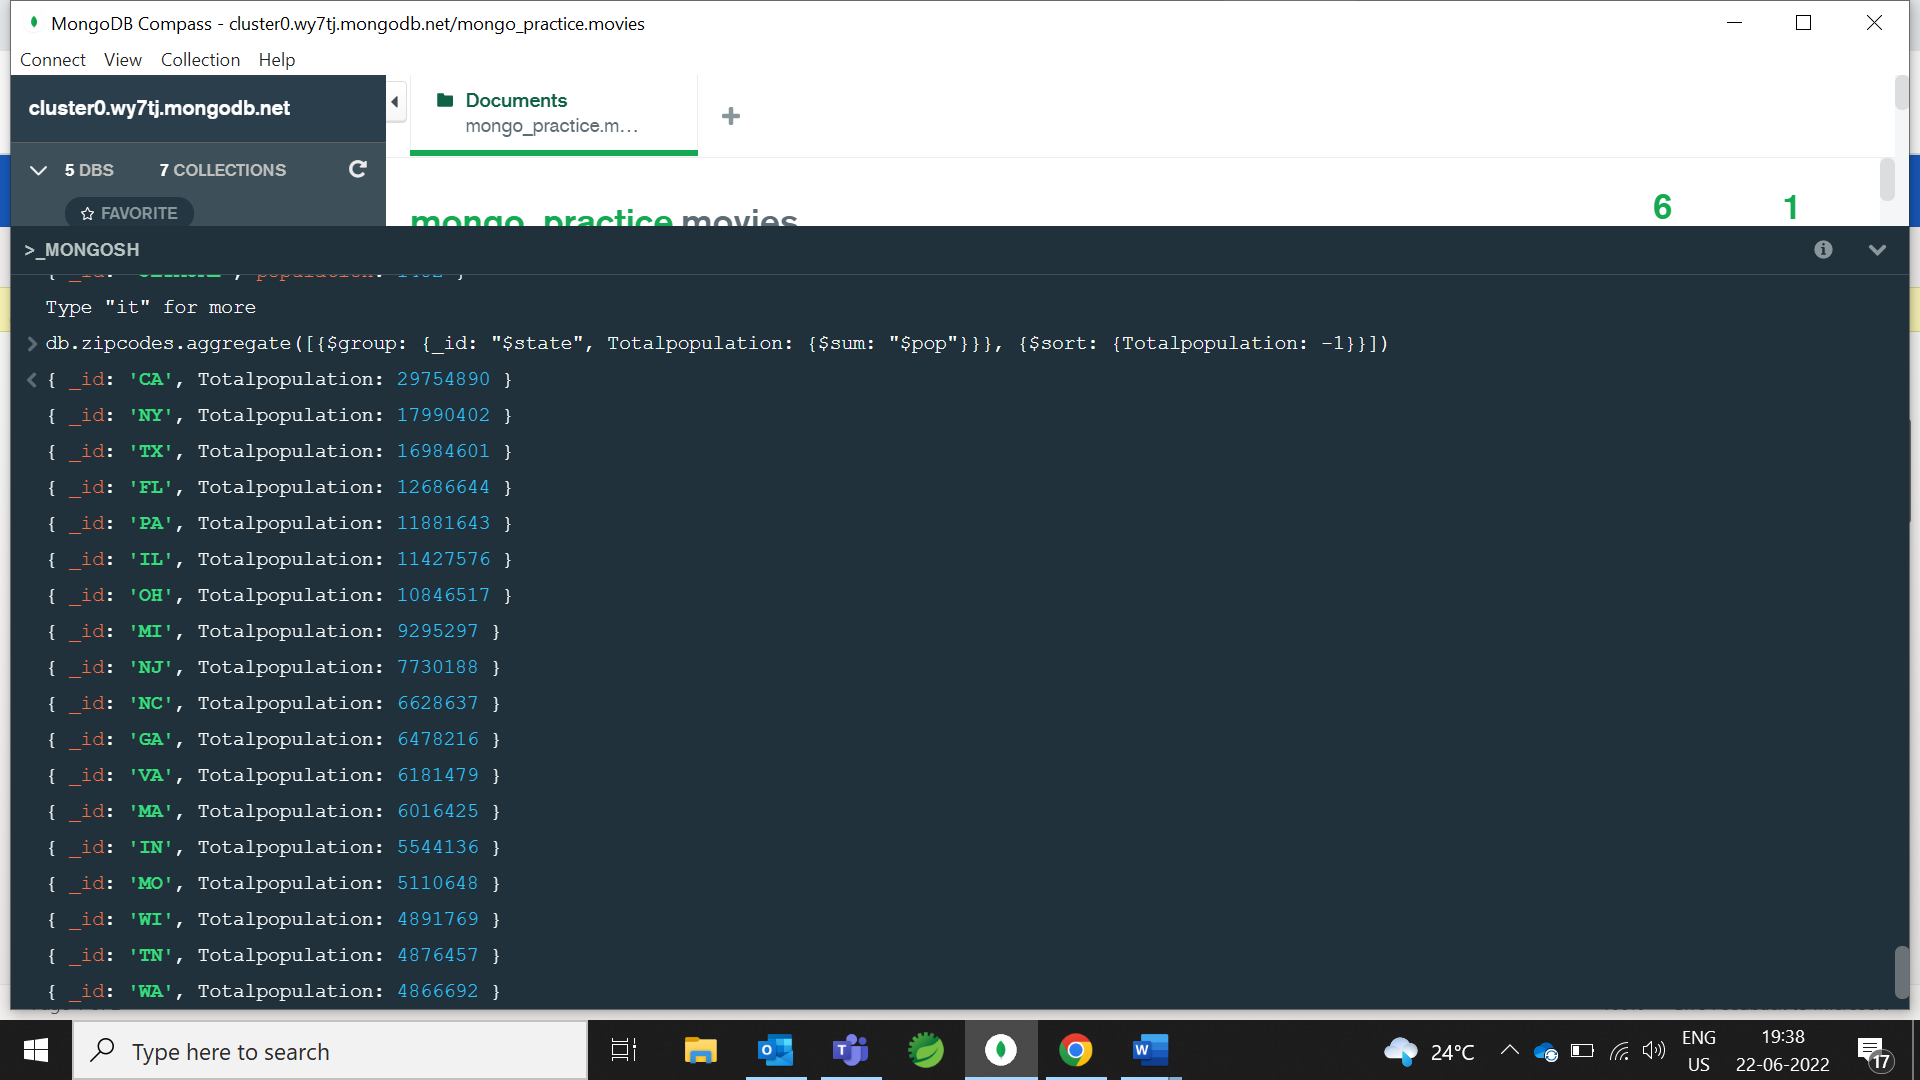 MongoDB Compass - cluster0.wy7tj.mongodb.net/mongo_practice.movies
Connect View Collection Help
cluster0.wy7tj.mongodb.net
Documents
mongo_practice.m...
5 DBS 7 COLLECTIONS
FAVORITE
mongo_practice.movies
6 1
>_MONGOSH
Type "it" for more
db.zipcodes.aggregate([{$group: {_id: "$state", Totalpopulation: {$sum: "$pop"}}}, {$sort: {Totalpopulation: -1}}])
{ _id: 'CA', Totalpopulation: 29754890 }
{ _id: 'NY', Totalpopulation: 17990402 }
{ _id: 'TX', Totalpopulation: 16984601 }
{ _id: 'FL', Totalpopulation: 12686644 }
{ _id: 'PA', Totalpopulation: 11881643 }
{ _id: 'IL', Totalpopulation: 11427576 }
{ _id: 'OH', Totalpopulation: 10846517 }
{ _id: 'MI', Totalpopulation: 9295297 }
{ _id: 'NJ', Totalpopulation: 7730188 }
{ _id: 'NC', Totalpopulation: 6628637 }
{ _id: 'GA', Totalpopulation: 6478216 }
{ _id: 'VA', Totalpopulation: 6181479 }
{ _id: 'MA', Totalpopulation: 6016425 }
{ _id: 'IN', Totalpopulation: 5544136 }
{ _id: 'MO', Totalpopulation: 5110648 }
{ _id: 'WI', Totalpopulation: 4891769 }
{ _id: 'TN', Totalpopulation: 4876457 }
{ _id: 'WA', Totalpopulation: 4866692 }
Type here to search
24°C
ENG
US
19:38
22-06-2022
17